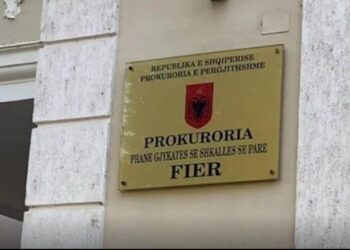 REPUBLIKA E SHQIPERISE
PROKURORIA E PERGJITHSHME
PROKURORIA
PRANE GJYKATES SE SHKALLES SE PARE
FIER